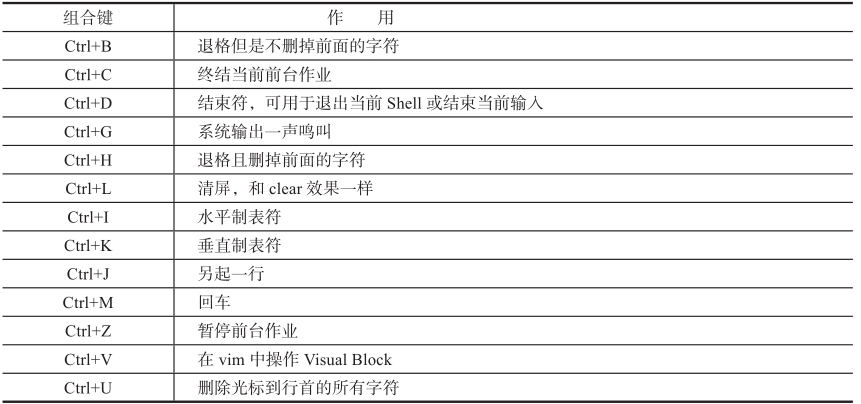 组合键 作 用
Ctrl+B 退格但是不删掉前面的字符
Ctrl+C 终结当前前台作业
Ctrl+D 结束符，可用于退出当前 Shell 或结束当前输入
Ctrl+G 系统输出一声鸣叫
Ctrl+H 退格且删掉前面的字符
Ctrl+L 清屏，和 clear 效果一样
Ctrl+I 水平制表符
Ctrl+K 垂直制表符
Ctrl+J 另起一行
Ctrl+M 回车
Ctrl+Z 暂停前台作业
Ctrl+V 在 vim 中操作 Visual Block
Ctrl+U 删除光标到行首的所有字符